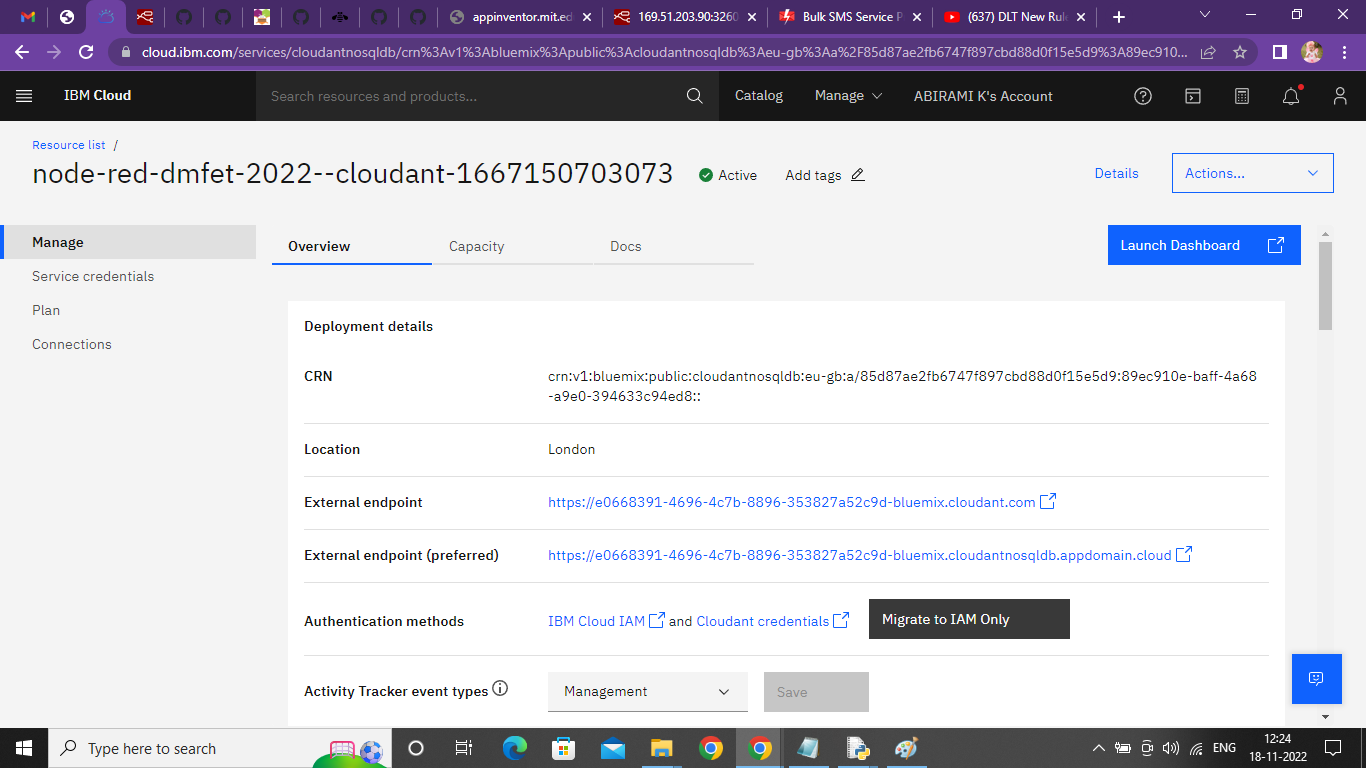 appinventor.mit.ed
169.51.203.90:3260
Bulk SMS Service P
(637) DLT New Rul
cloud.ibm.com/services/cloudantnosqldb/crn%3Av1%3Abluemix%3Apublic%3Acloudantnosqldb%3Aeu-gb%3Aa%2F85d87ae2fb6747f897cbd88d0f15e5d9%3A89ec910...
IBM Cloud
Search resources and products...
Catalog
Manage
ABIRAMI K's Account
Resource list /
node-red-dmfet-2022--cloudant-1667150703073
Active
Add tags
Details
Actions...
Manage
Service credentials
Plan
Connections
Overview
Capacity
Docs
Launch Dashboard
Deployment details
CRN
crn:v1:bluemix:public:cloudantnosqldb:eu-gb:a/85d87ae2fb6747f897cbd88d0f15e5d9:89ec910e-baff-4a68
-a9e0-394633c94ed8::
Location
London
External endpoint
https://e0668391-4696-4c7b-8896-353827a52c9d-bluemix.cloudant.com
External endpoint (preferred)
https://e0668391-4696-4c7b-8896-353827a52c9d-bluemix.cloudantnosqldb.appdomain.cloud
Authentication methods
IBM Cloud IAM and Cloudant credentials
Migrate to IAM Only
Activity Tracker event types
Management
Save
Type here to search
ENG
12:24
18-11-2022